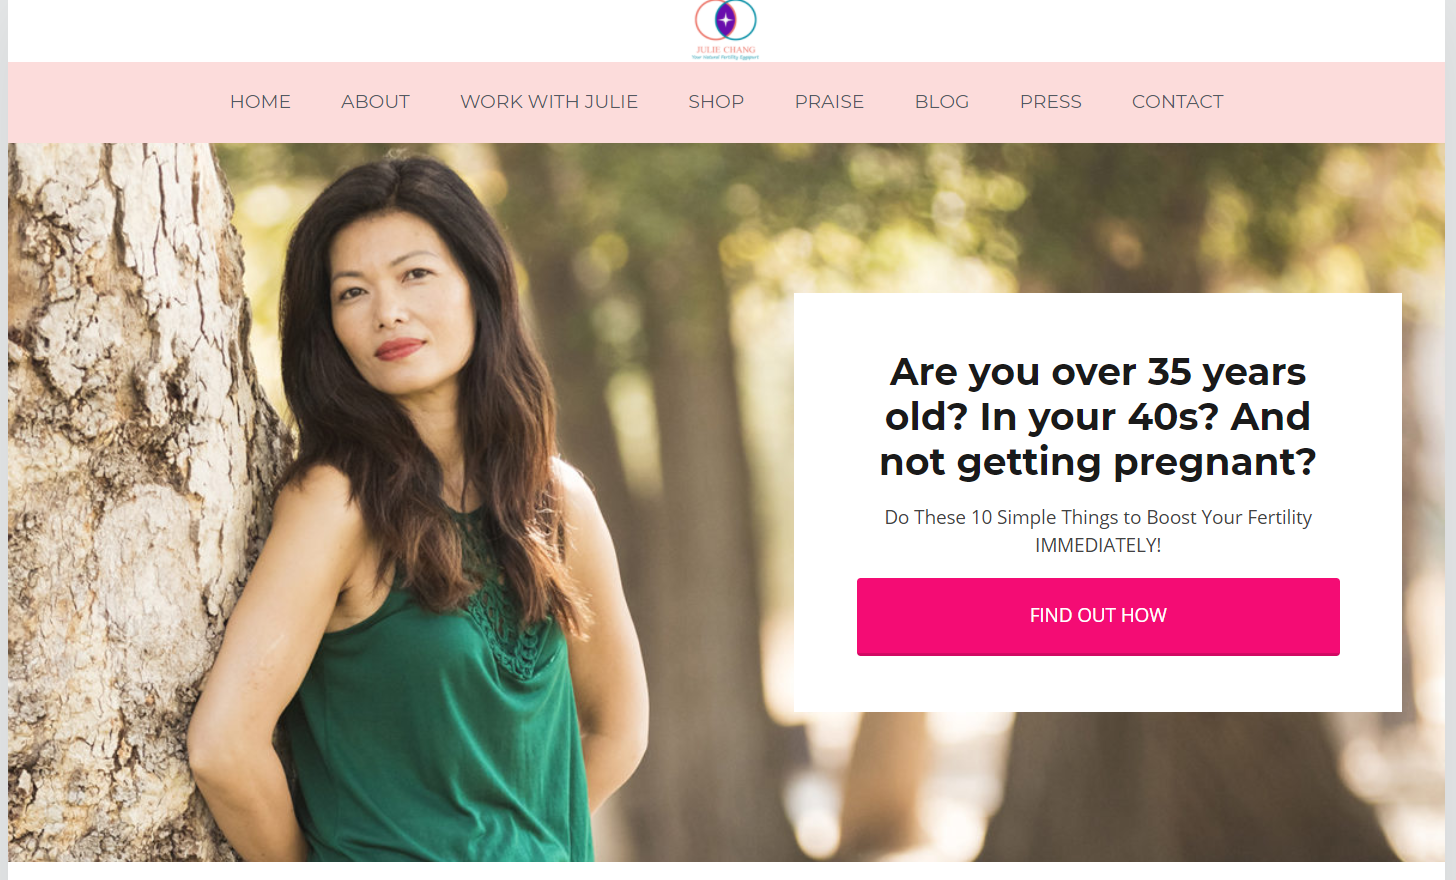 JULIE CHANG
Your Natural Fertility Eggspert
HOME ABOUT WORK WITH JULIE SHOP PRAISE BLOG PRESS CONTACT
Are you over 35 years
old? In your 40s? And
not getting pregnant?
Do These 10 Simple Things to Boost Your Fertility
IMMEDIATELY!
FIND OUT HOW